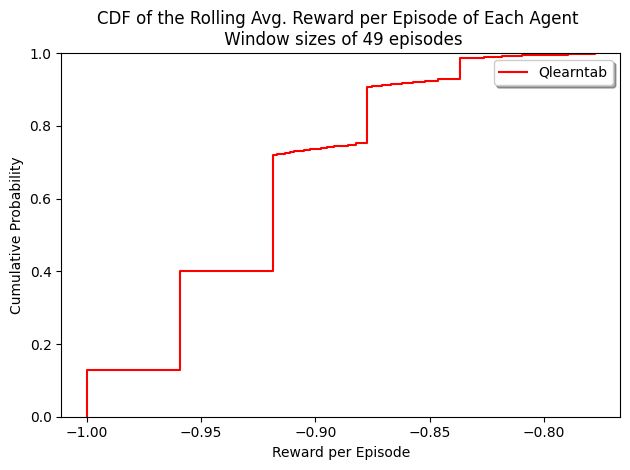 CDF of the Rolling Avg. Reward per Episode of Each Agent
Window sizes of 49 episodes
1.0
Qlearntab
0.8
0.6
Cumulative Probability
0.4
0.2
0.0
−1.00 −0.95 −0.90 −0.85 −0.80
Reward per Episode